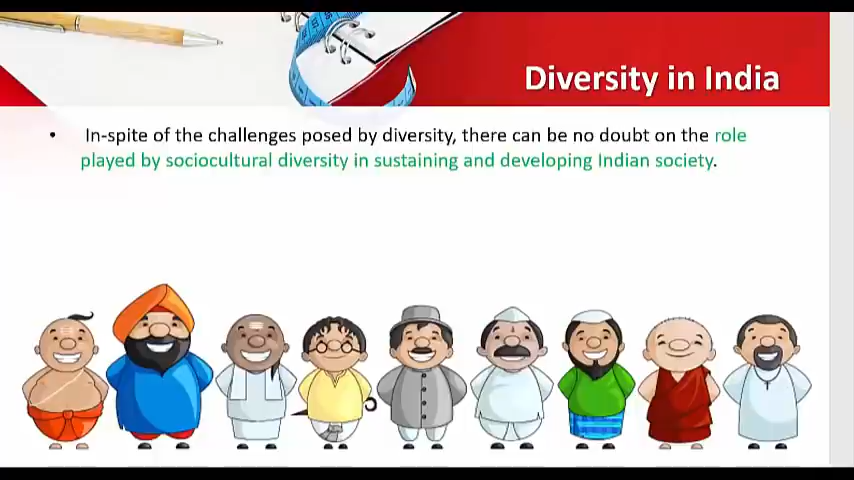 Diversity in India
• In-spite of the challenges posed by diversity, there can be no doubt on the role
played by sociocultural diversity in sustaining and developing Indian society.